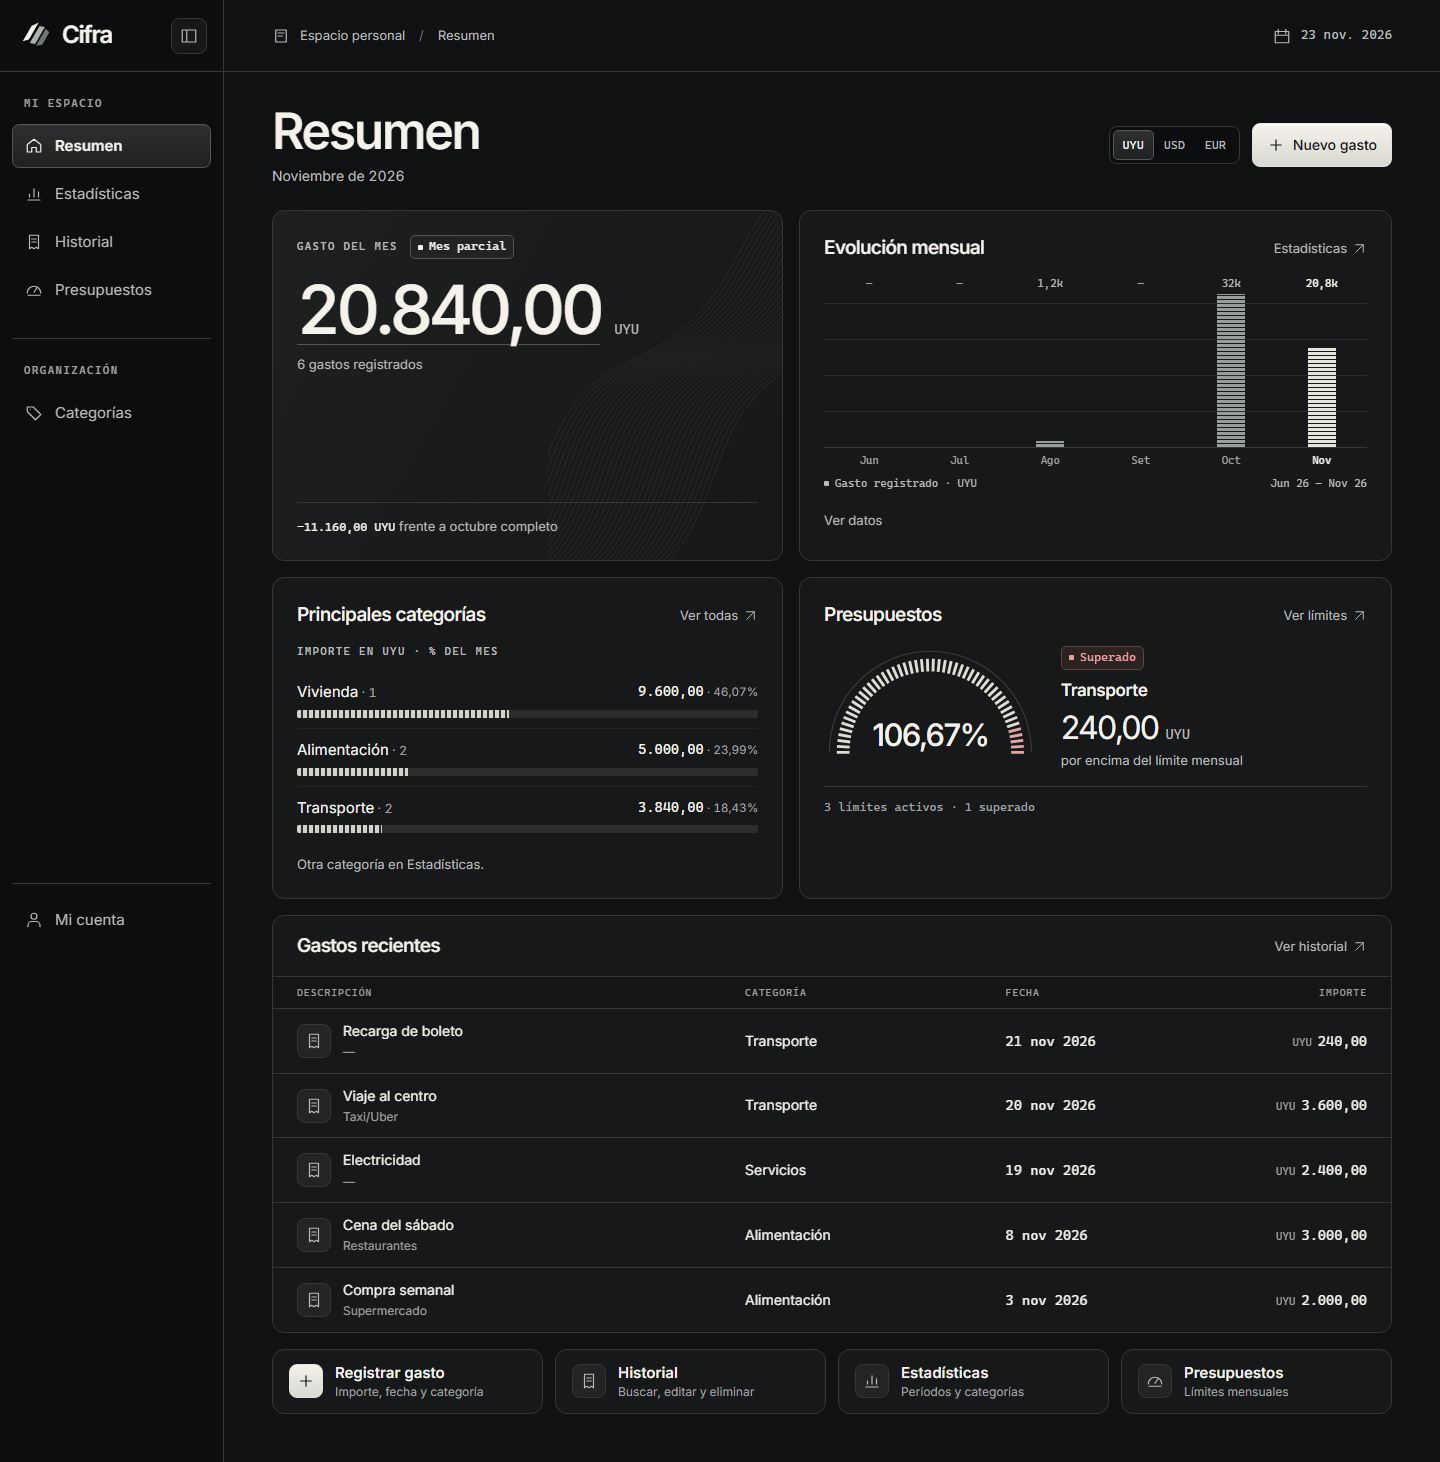 Cifra
Espacio personal / Resumen
23 nov. 2026
MI ESPACIO
Resumen
Estadísticas
Historial
Presupuestos
ORGANIZACIÓN
Categorías
Mi cuenta
Resumen
Noviembre de 2026
UYU USD EUR
Nuevo gasto
GASTO DEL MES Mes parcial
20.840,00 UYU
6 gastos registrados
−11.160,00 UYU frente a octubre completo
Evolución mensual
Estadísticas
— — 1,2k — 32k 20,8k
Jun Jul Ago Set Oct Nov
Gasto registrado · UYU
Jun 26 — Nov 26
Ver datos
Principales categorías
Ver todas
IMPORTE EN UYU · % DEL MES
Vivienda · 1 9.600,00 · 46,07%
Alimentación · 2 5.000,00 · 23,99%
Transporte · 2 3.840,00 · 18,43%
Otra categoría en Estadísticas.
Presupuestos
Ver límites
106,67%
Superado
Transporte
240,00 UYU
por encima del límite mensual
3 límites activos · 1 superado
Gastos recientes
Ver historial
DESCRIPCIÓN CATEGORÍA FECHA IMPORTE
Recarga de boleto
—
Transporte 21 nov 2026 UYU 240,00
Viaje al centro
Taxi/Uber
Transporte 20 nov 2026 UYU 3.600,00
Electricidad
—
Servicios 19 nov 2026 UYU 2.400,00
Cena del sábado
Restaurantes
Alimentación 8 nov 2026 UYU 3.000,00
Compra semanal
Supermercado
Alimentación 3 nov 2026 UYU 2.000,00
Registrar gasto
Importe, fecha y categoría
Historial
Buscar, editar y eliminar
Estadísticas
Períodos y categorías
Presupuestos
Límites mensuales